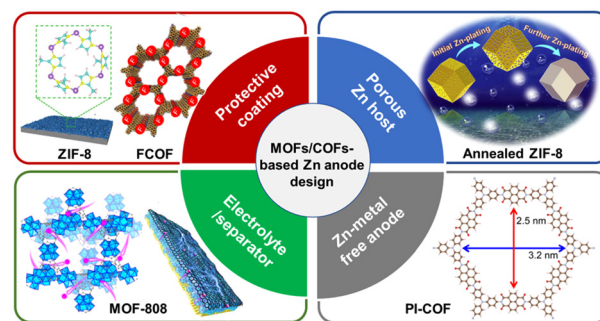 ZIF-8
FCOF
Protective
coating
Porous
Zn host
Initial Zn-plating
Further Zn-plating
Annealed ZIF-8
MOFs/COFs-
based Zn anode
design
Electrolyte
/separator
Zn-metal
free anode
MOF-808
2.5 nm
3.2 nm
PI-COF